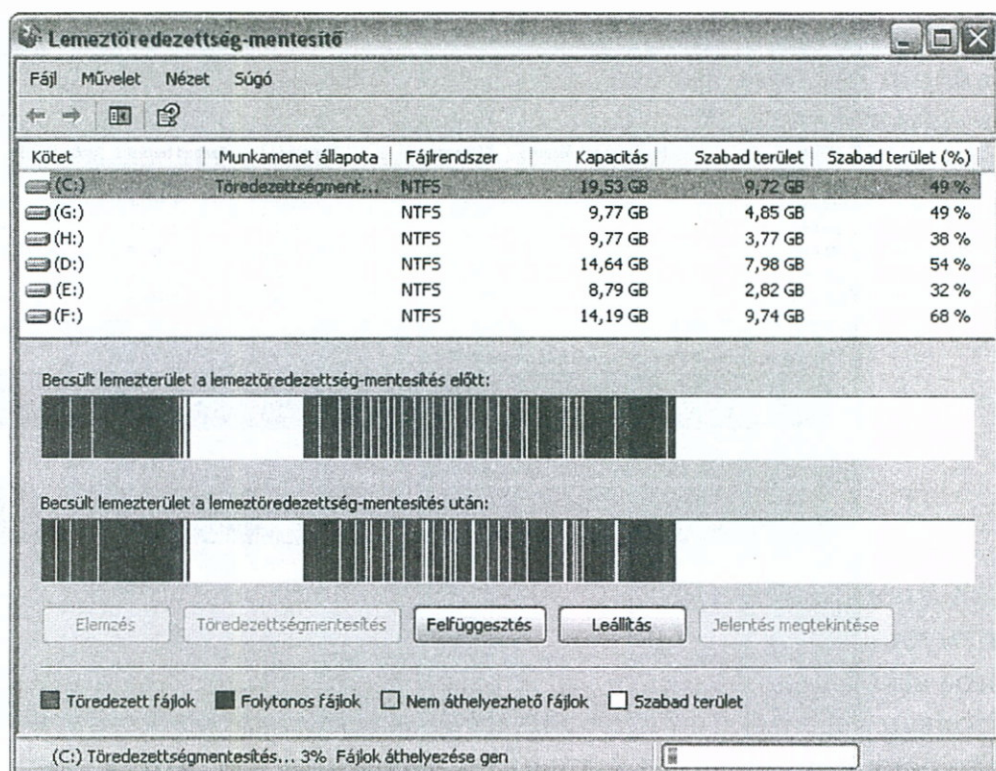 Lemeztöredezettség-mentesítő
Fájl Művelet Nézet Súgó
Kötet Munkamenet állapota Fájlrendszer Kapacitás Szabad terület Szabad terület (%)
(C:) Töredezettségment... NTFS 19,53 GB 9,72 GB 49 %
(G:) NTFS 9,77 GB 4,85 GB 49 %
(H:) NTFS 9,77 GB 3,77 GB 38 %
(D:) NTFS 14,64 GB 7,98 GB 54 %
(E:) NTFS 8,79 GB 2,82 GB 32 %
(F:) NTFS 14,19 GB 9,74 GB 68 %
Becsült lemezterület a lemeztöredezettség-mentesítés előtt:
Becsült lemezterület a lemeztöredezettség-mentesítés után:
Elemzés Töredezettségmentesítés Felfüggesztés Leállítás Jelentés megtekintése
Töredezett fájlok Folytonos fájlok Nem áthelyezhető fájlok Szabad terület
(C:) Töredezettségmentesítés... 3% Fájlok áthelyezése gen